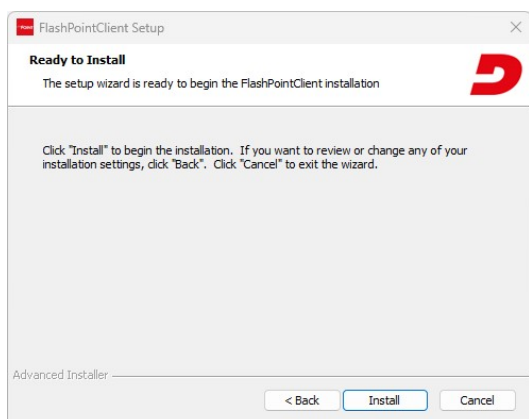 FlashPointClient Setup
Ready to Install
The setup wizard is ready to begin the FlashPointClient installation
Click "Install" to begin the installation. If you want to review or change any of your
installation settings, click "Back". Click "Cancel" to exit the wizard.
Advanced Installer
< Back
Install
Cancel